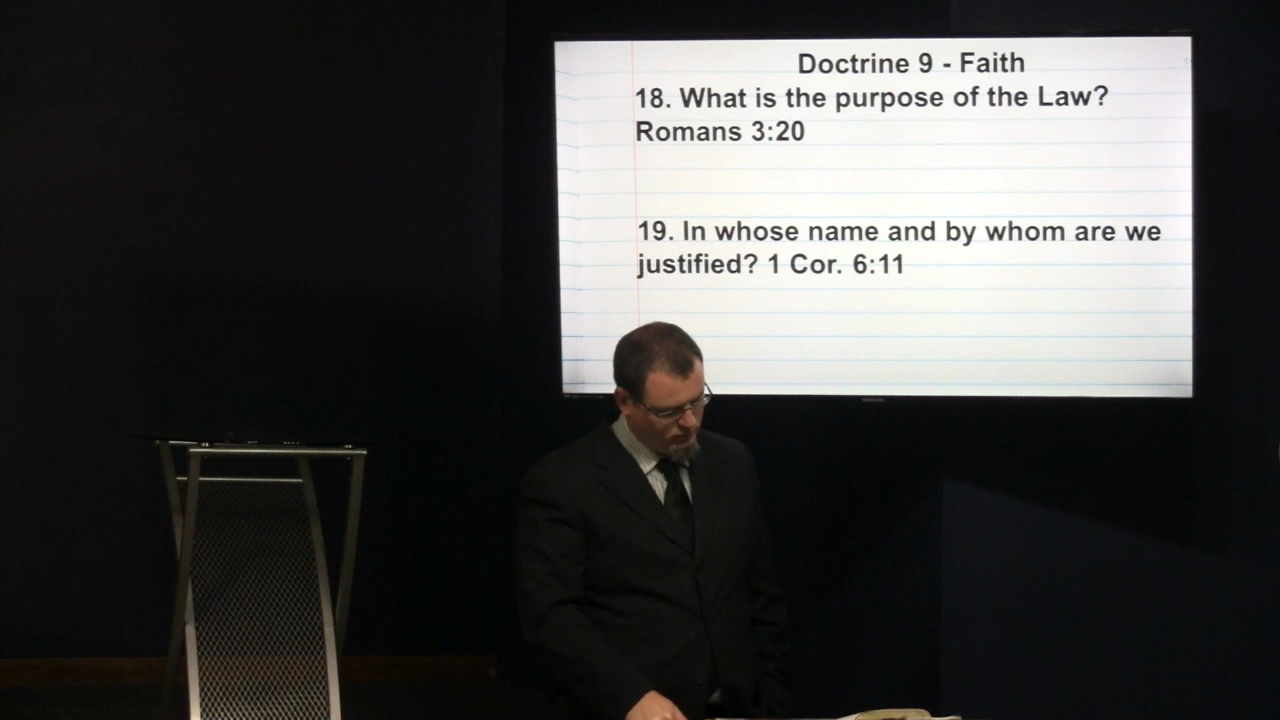 Doctrine 9 - Faith
18. What is the purpose of the Law?
Romans 3:20
19. In whose name and by whom are we
justified? 1 Cor. 6:11